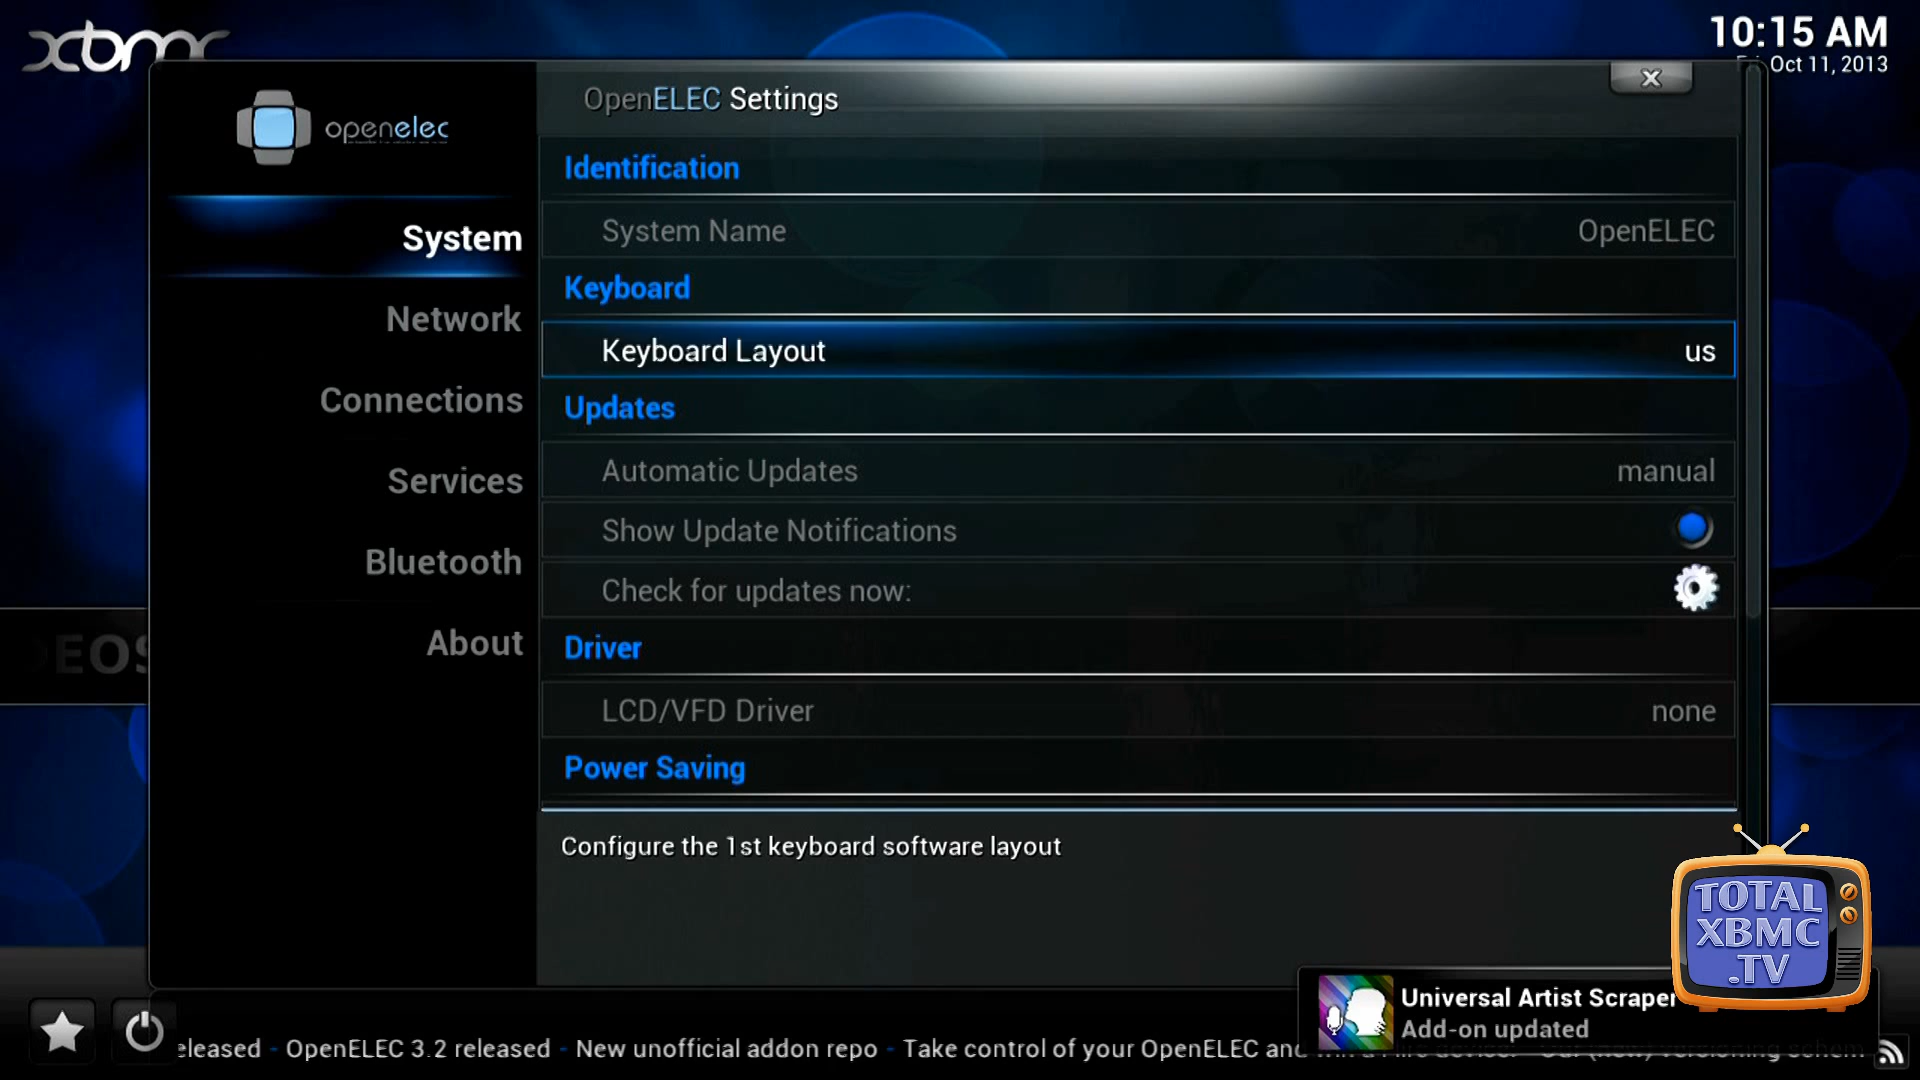 xbmc
10:15 AM
Oct 11, 2013
openelec
OpenELEC Settings
System
Network
Connections
Services
Bluetooth
About
Identification
System Name OpenELEC
Keyboard
Keyboard Layout us
Updates
Automatic Updates manual
Show Update Notifications
Check for updates now:
Driver
LCD/VFD Driver none
Power Saving
Configure the 1st keyboard software layout
DEOS
TOTAL
XBMC
.TV
Universal Artist Scraper
Add-on updated
eleased - OpenELEC 3.2 released - New unofficial addon repo - Take control of your OpenELEC and